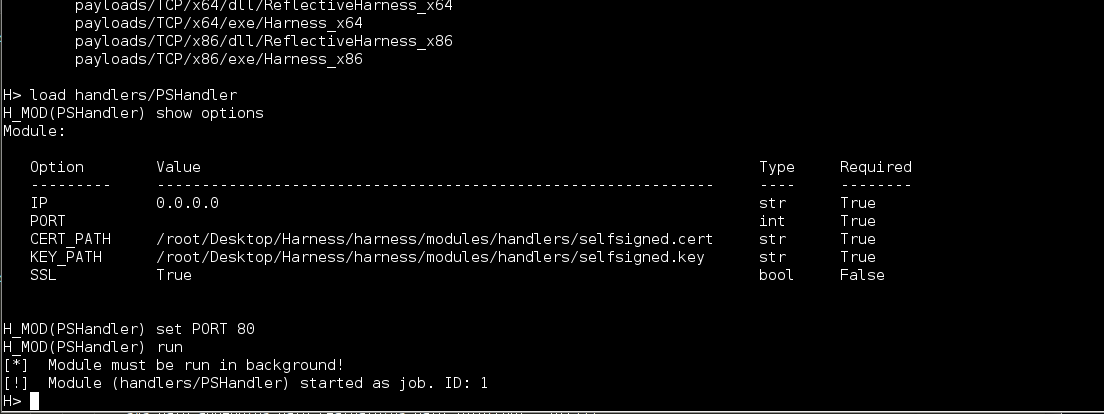 payloads/TCP/x64/dll/ReflectiveHarness_x64
payloads/TCP/x64/exe/Harness_x64
payloads/TCP/x86/dll/ReflectiveHarness_x86
payloads/TCP/x86/exe/Harness_x86
H> load handlers/PSHandler
H_MOD(PSHandler) show options
Module:
Option Value Type Required
--------- -------------------------------------------------------------- ---- --------
IP 0.0.0.0 str True
PORT int True
CERT_PATH /root/Desktop/Harness/harness/modules/handlers/selfsigned.cert str True
KEY_PATH /root/Desktop/Harness/harness/modules/handlers/selfsigned.key str True
SSL True bool False
H_MOD(PSHandler) set PORT 80
H_MOD(PSHandler) run
[*] Module must be run in background!
[!] Module (handlers/PSHandler) started as job. ID: 1
H>